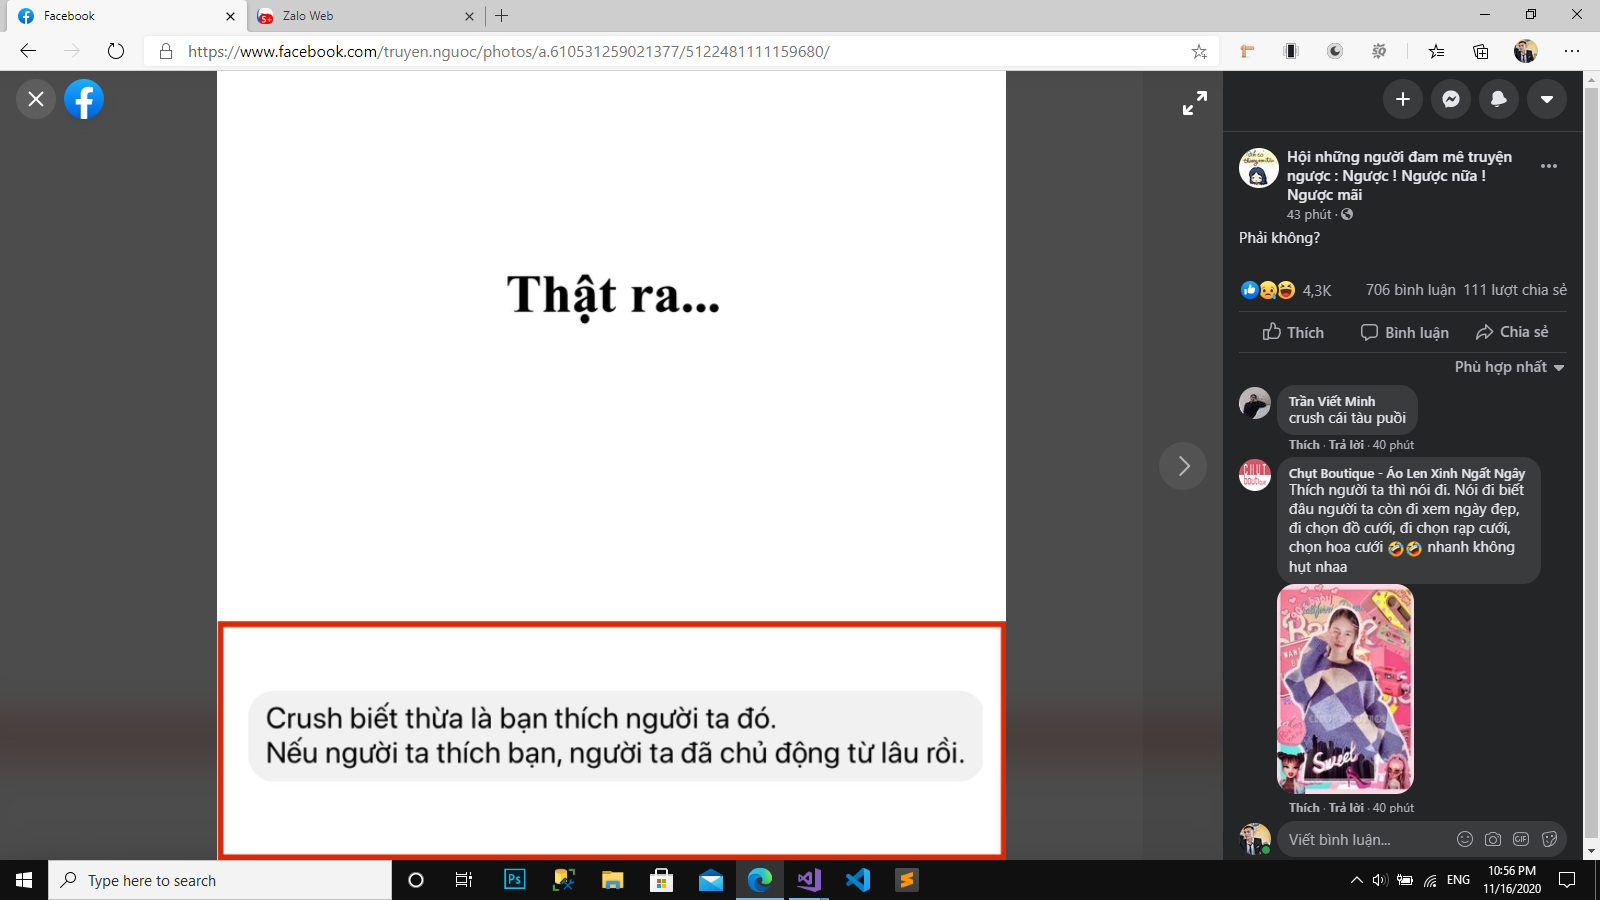 Facebook
Zalo Web
https://www.facebook.com/truyen.nguoc/photos/a.610531259021377/5122481111159680/
Thật ra...
Crush biết thừa là bạn thích người ta đó.
Nếu người ta thích bạn, người ta đã chủ động từ lâu rồi.
Hội những người đam mê truyện
ngược : Ngược ! Ngược nữa !
Ngược mãi
43 phút ·
Phải không?
4,3K 706 bình luận 111 lượt chia sẻ
Thích Bình luận Chia sẻ
Phù hợp nhất
Trần Viết Minh
crush cái tàu puồi
Thích · Trả lời · 40 phút
CHỤT
boutique
Chụt Boutique - Áo Len Xinh Ngất Ngây
Thích người ta thì nói đi. Nói đi biết
đâu người ta còn đi xem ngày đẹp,
đi chọn đồ cưới, đi chọn rạp cưới,
chọn hoa cưới 🤣🤣 nhanh không
hụt nhaa
Sweet
Thích · Trả lời · 40 phút
Viết bình luận...
GIF
Type here to search
Ps
ENG
10:56 PM
11/16/2020